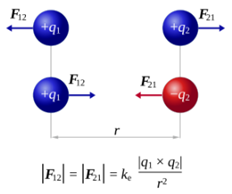 F12 F21
+q1 +q2
F12 F21
+q1 −q2
r
|F12| = |F21| = ke |q1 × q2| / r2